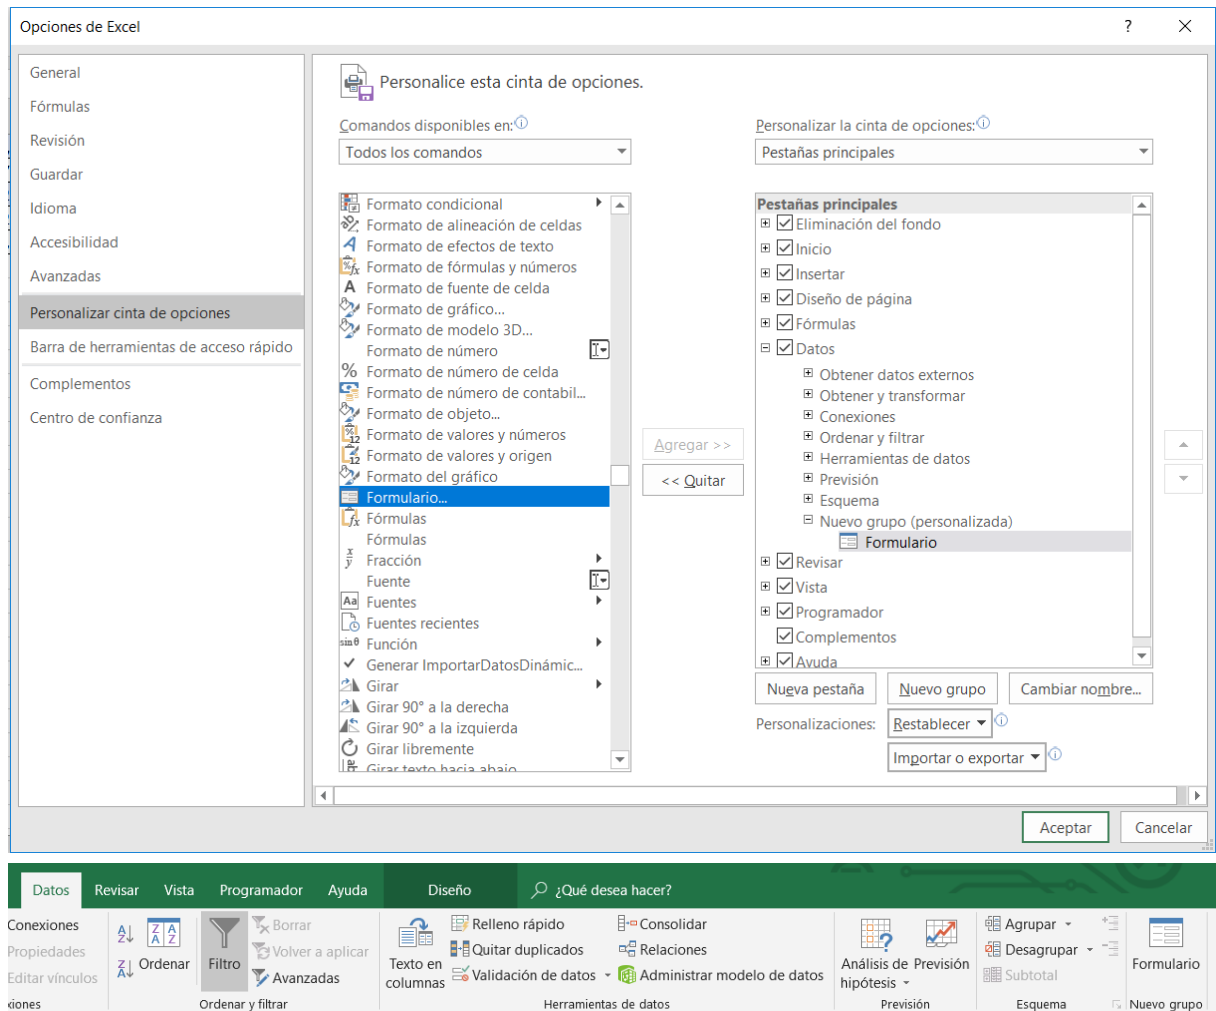 Opciones de Excel
?
General
Fórmulas
Revisión
Guardar
Idioma
Accesibilidad
Avanzadas
Personalizar cinta de opciones
Barra de herramientas de acceso rápido
Complementos
Centro de confianza
Personalice esta cinta de opciones.
Comandos disponibles en:
Todos los comandos
Formato condicional
Formato de alineación de celdas
Formato de efectos de texto
Formato de fórmulas y números
Formato de fuente de celda
Formato de gráfico...
Formato de modelo 3D...
Formato de número
Formato de número de celda
Formato de número de contabil...
Formato de objeto...
Formato de valores y números
Formato de valores y origen
Formato del gráfico
Formulario...
Fórmulas
Fórmulas
Fracción
Fuente
Fuentes
Fuentes recientes
Función
Generar ImportarDatosDinámic...
Girar
Girar 90° a la derecha
Girar 90° a la izquierda
Girar libremente
Girar texto hacia abajo
Agregar >>
<< Quitar
Personalizar la cinta de opciones:
Pestañas principales
Pestañas principales
Eliminación del fondo
Inicio
Insertar
Diseño de página
Fórmulas
Datos
Obtener datos externos
Obtener y transformar
Conexiones
Ordenar y filtrar
Herramientas de datos
Previsión
Esquema
Nuevo grupo (personalizada)
Formulario
Revisar
Vista
Programador
Complementos
Ayuda
Nueva pestaña
Nuevo grupo
Cambiar nombre...
Personalizaciones:
Restablecer
Importar o exportar
Aceptar
Cancelar
Datos
Revisar
Vista
Programador
Ayuda
Diseño
¿Qué desea hacer?
Conexiones
Propiedades
Editar vínculos
xiones
Ordenar
Filtro
Borrar
Volver a aplicar
Avanzadas
Ordenar y filtrar
Texto en
columnas
Relleno rápido
Quitar duplicados
Validación de datos
Consolidar
Relaciones
Administrar modelo de datos
Herramientas de datos
Análisis de
hipótesis
Previsión
Previsión
Agrupar
Desagrupar
Subtotal
Esquema
Formulario
Nuevo grupo